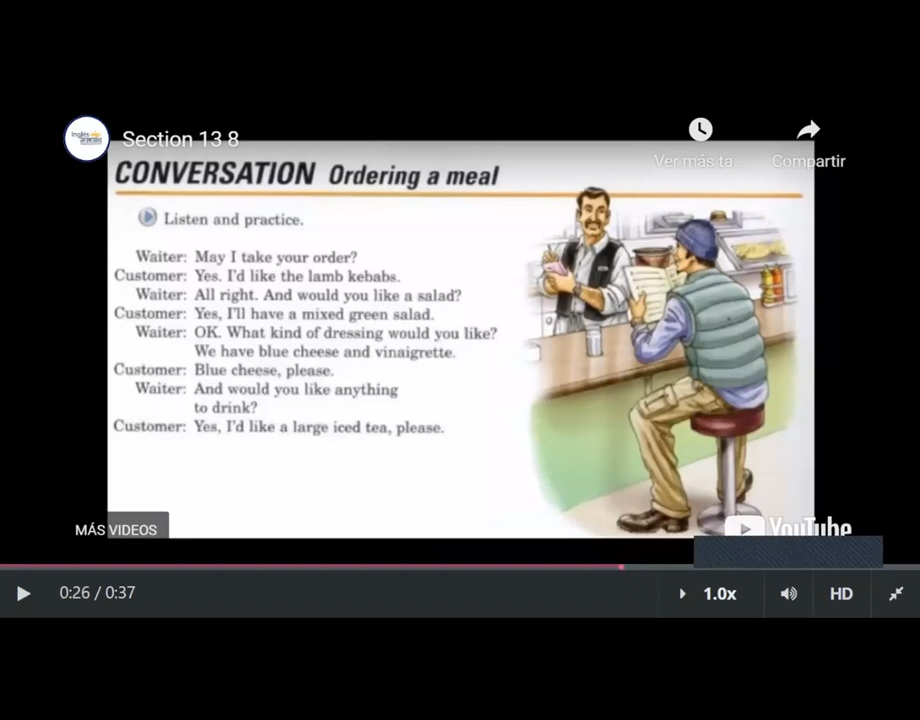 Section 13 8
Ver más ta...
Compartir
CONVERSATION Ordering a meal
Listen and practice.
Waiter: May I take your order?
Customer: Yes. I'd like the lamb kebabs.
Waiter: All right. And would you like a salad?
Customer: Yes, I'll have a mixed green salad.
Waiter: OK. What kind of dressing would you like?
We have blue cheese and vinaigrette.
Customer: Blue cheese, please.
Waiter: And would you like anything
to drink?
Customer: Yes, I'd like a large iced tea, please.
MÁS VIDEOS
YouTube
0:26 / 0:37
1.0x
HD